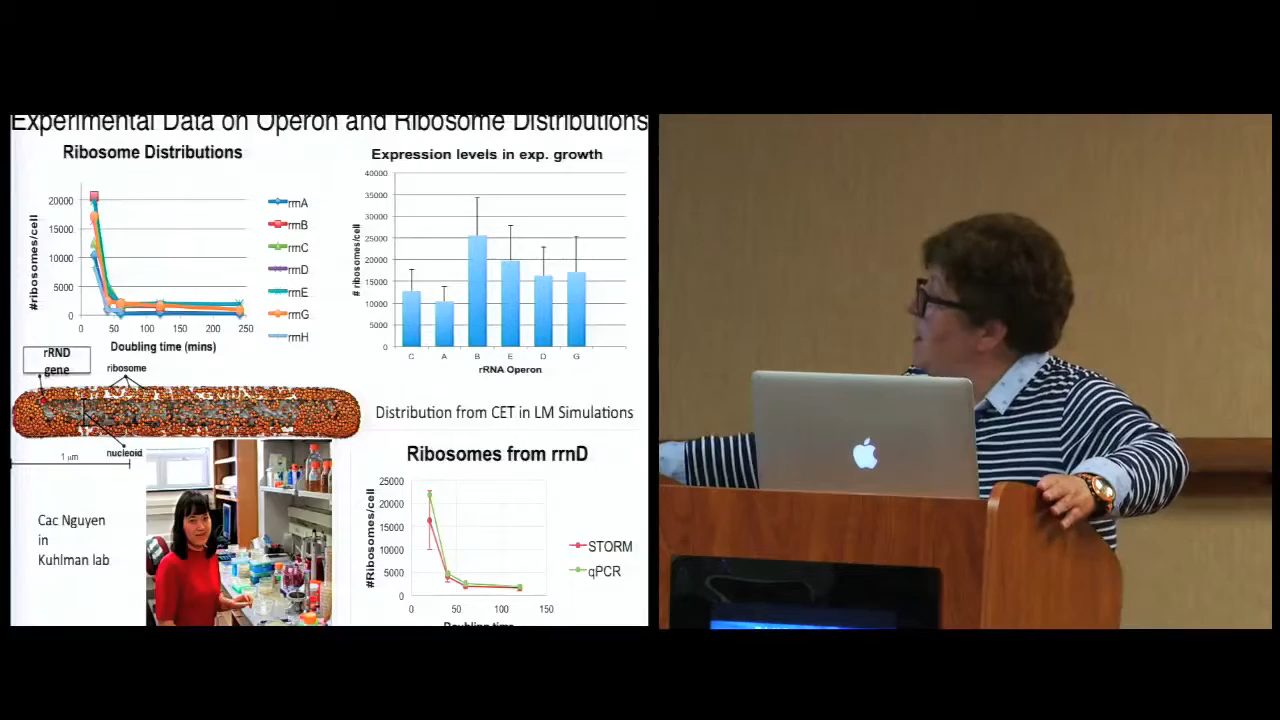 Experimental Data on Operon and Ribosome Distributions
Ribosome Distributions
#ribosomes/cell
20000
15000
10000
5000
0
0 50 100 150 200 250
Doubling time (mins)
rrnA
rrnB
rrnC
rrnD
rrnE
rrnG
rrnH
Expression levels in exp. growth
# ribosomes/cell
40000
35000
30000
25000
20000
15000
10000
5000
0
C A B E D G
rRNA Operon
rRND
gene
ribosome
nucleoid
1 μm
Distribution from CET in LM Simulations
Cac Nguyen
in
Kuhlman lab
Ribosomes from rrnD
#Ribosomes/cell
25000
20000
15000
10000
5000
0
0 50 100 150
Doubling time
STORM
qPCR